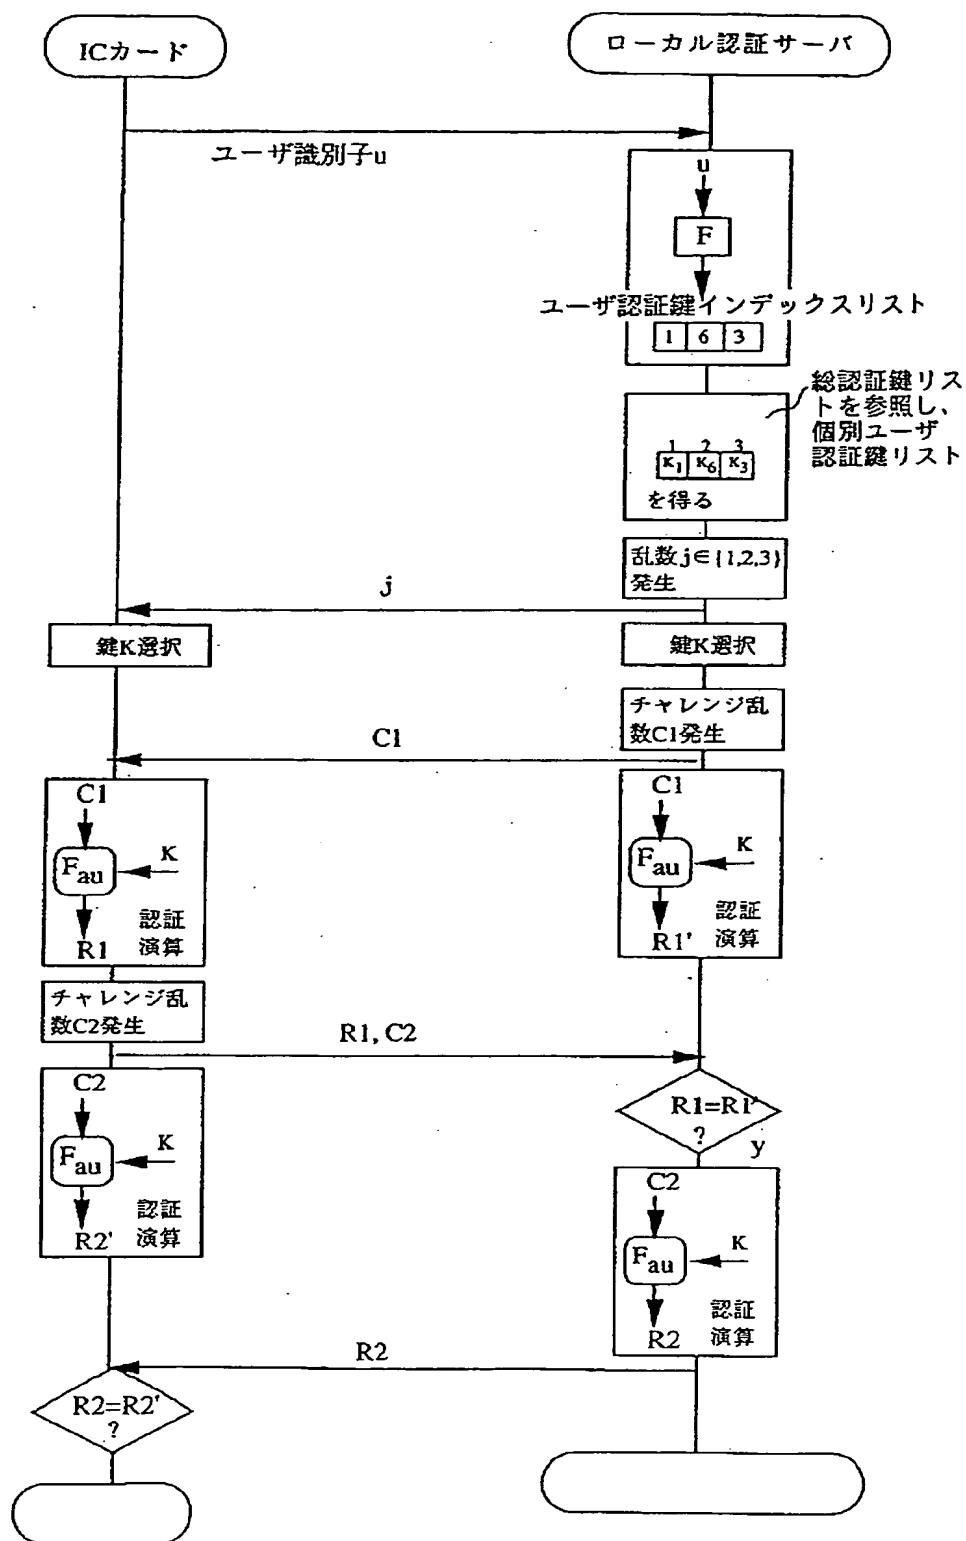 ICカード
ローカル認証サーバ
ユーザ識別子u
u
F
ユーザ認証鍵インデックスリスト
1 6 3
総認証鍵リス
トを参照し、
個別ユーザ
認証鍵リスト
1 2 3
K1 K6 K3
を得る
乱数j∈{1,2,3}
発生
j
鍵K選択
鍵K選択
チャレンジ乱
数C1発生
C1
C1
Fau
K
認証
演算
R1
C1
Fau
K
認証
演算
R1'
チャレンジ乱
数C2発生
R1, C2
C2
Fau
K
認証
演算
R2'
R1=R1'
?
y
C2
Fau
K
認証
演算
R2
R2
R2=R2'
?